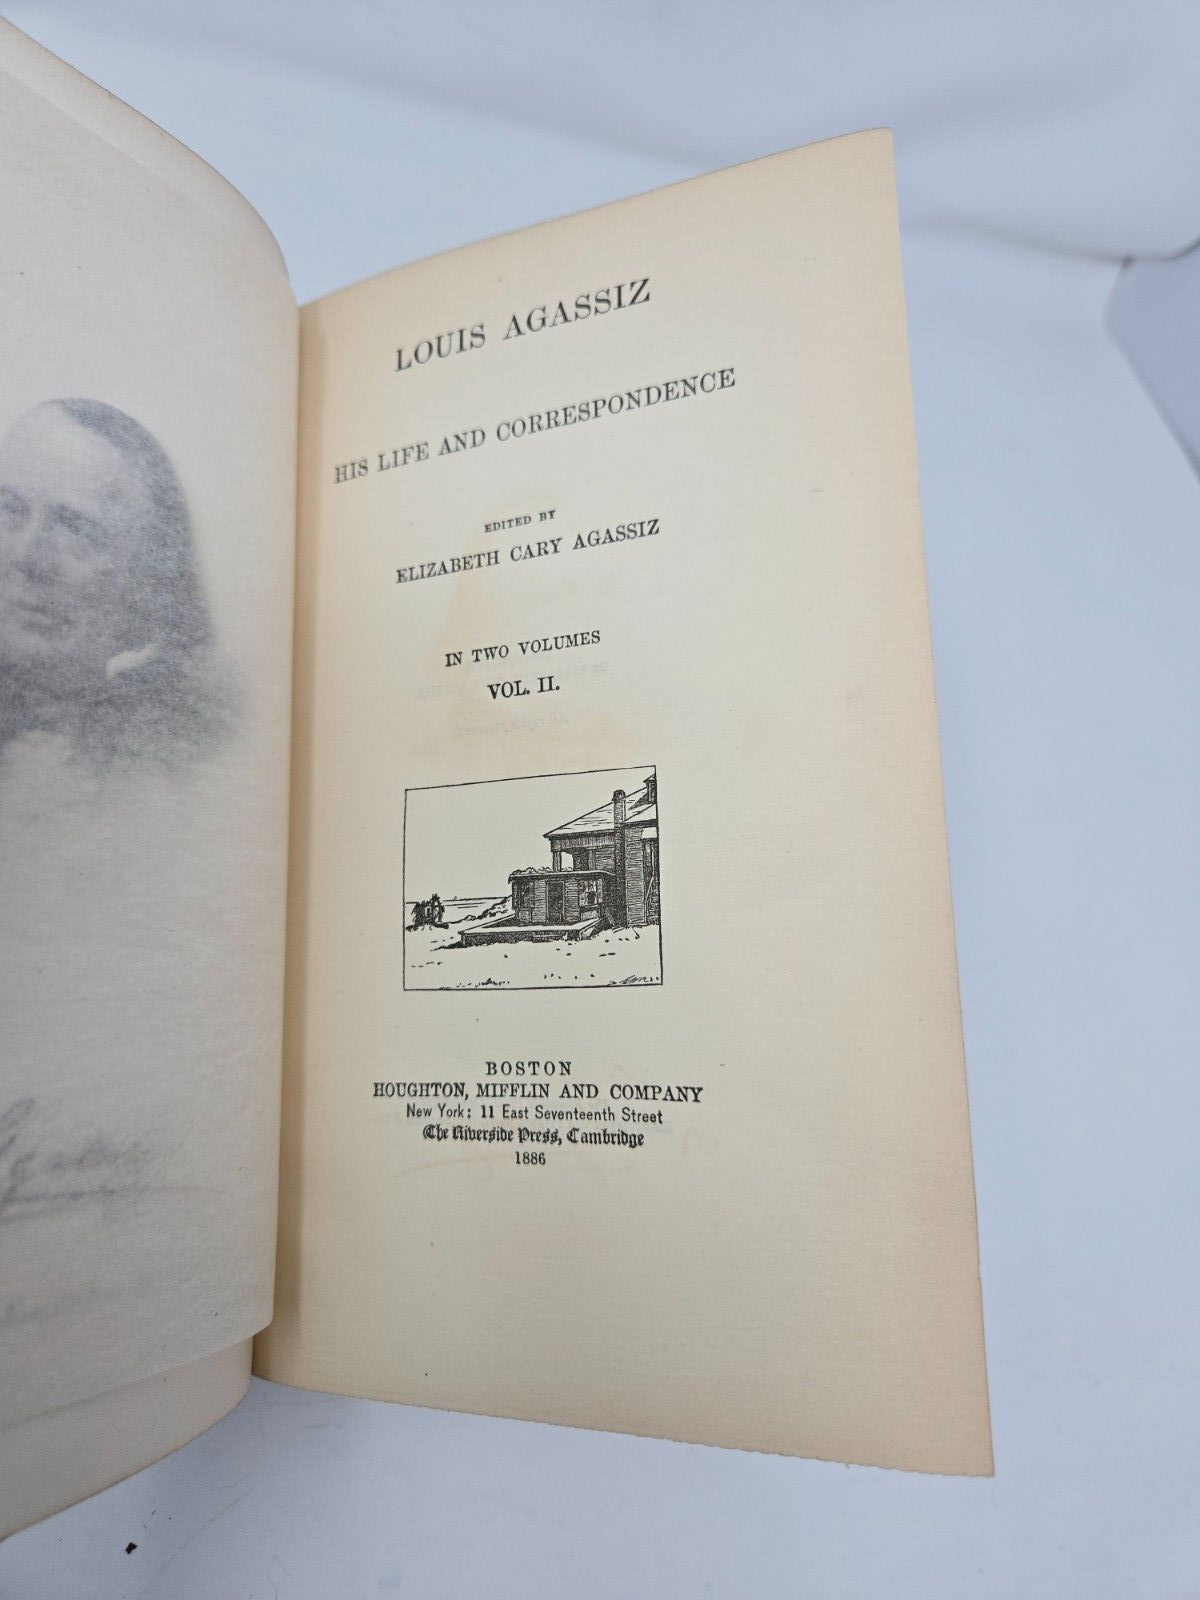 LOUIS AGASSIZ
HIS LIFE AND CORRESPONDENCE
EDITED BY
ELIZABETH CARY AGASSIZ
IN TWO VOLUMES
VOL. II.
BOSTON
HOUGHTON, MIFFLIN AND COMPANY
New York: 11 East Seventeenth Street
The Riverside Press, Cambridge
1886